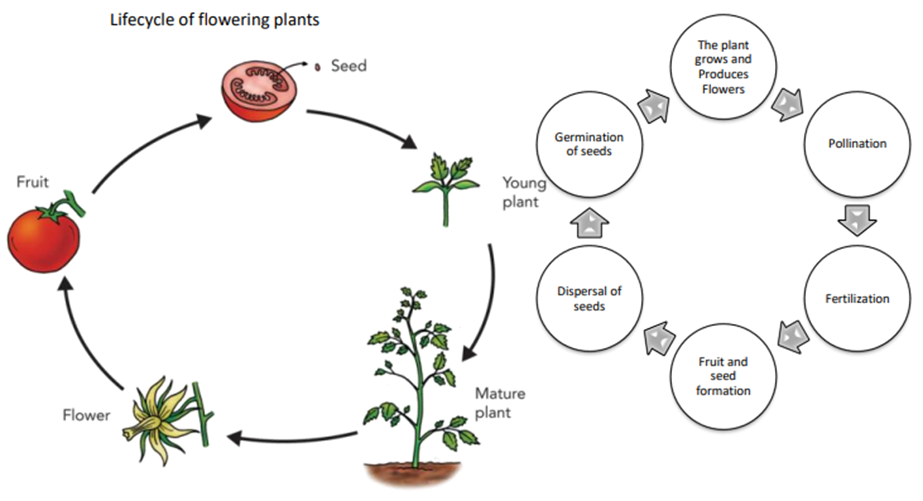 Lifecycle of flowering plants
Seed
Young
plant
Mature
plant
Flower
Fruit
The plant
grows and
Produces
Flowers
Pollination
Fertilization
Fruit and
seed
formation
Dispersal of
seeds
Germination
of seeds